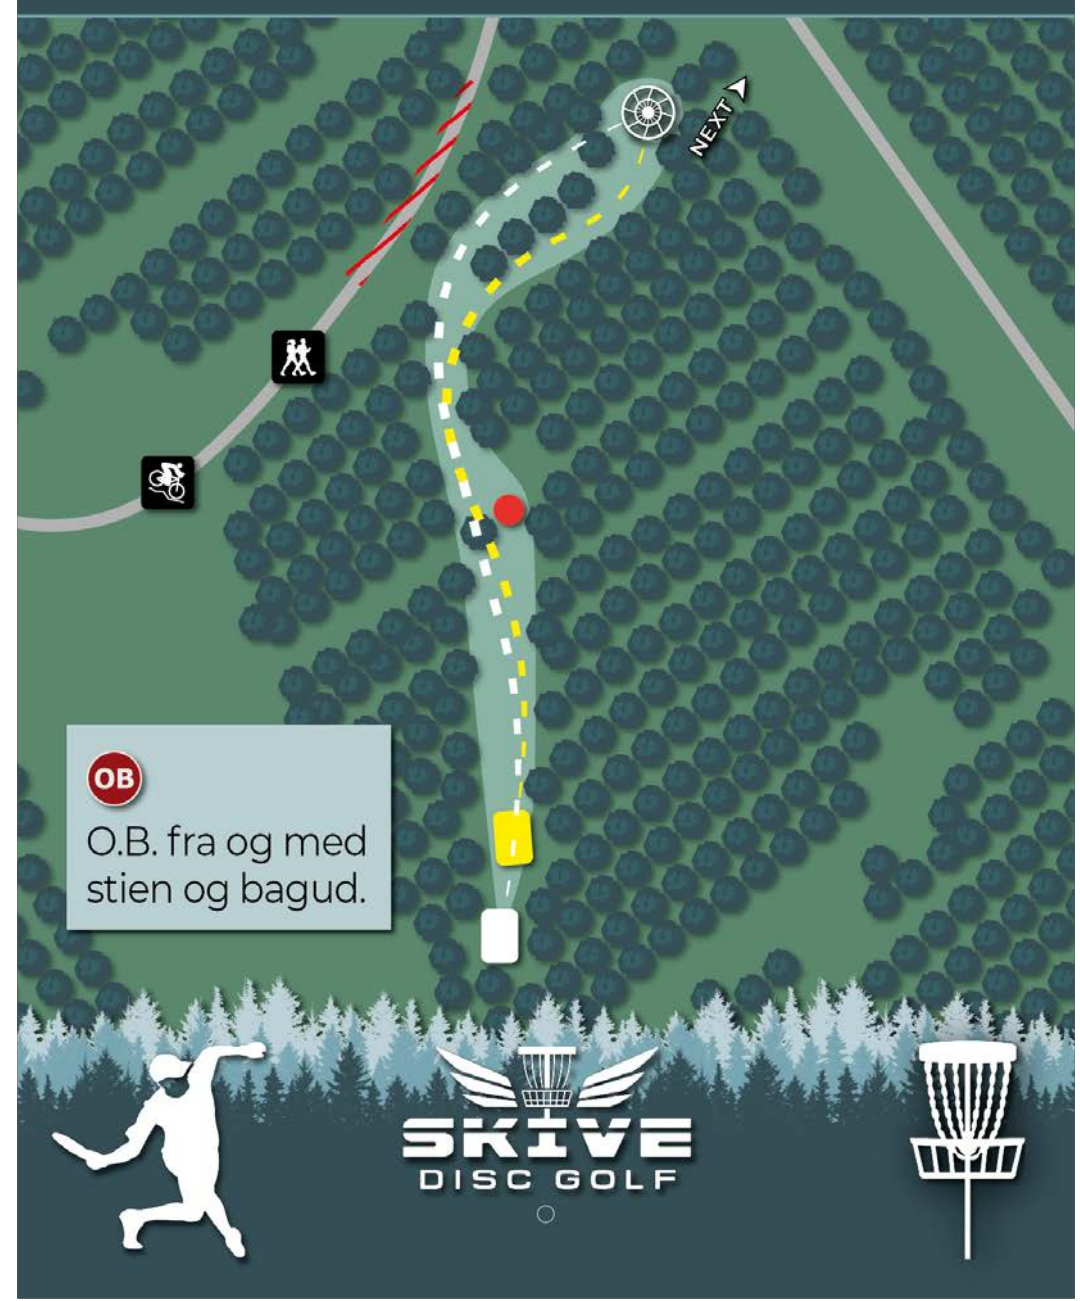 NEXT
OB
O.B. fra og med
stien og bagud.
SKIVE
DISC GOLF